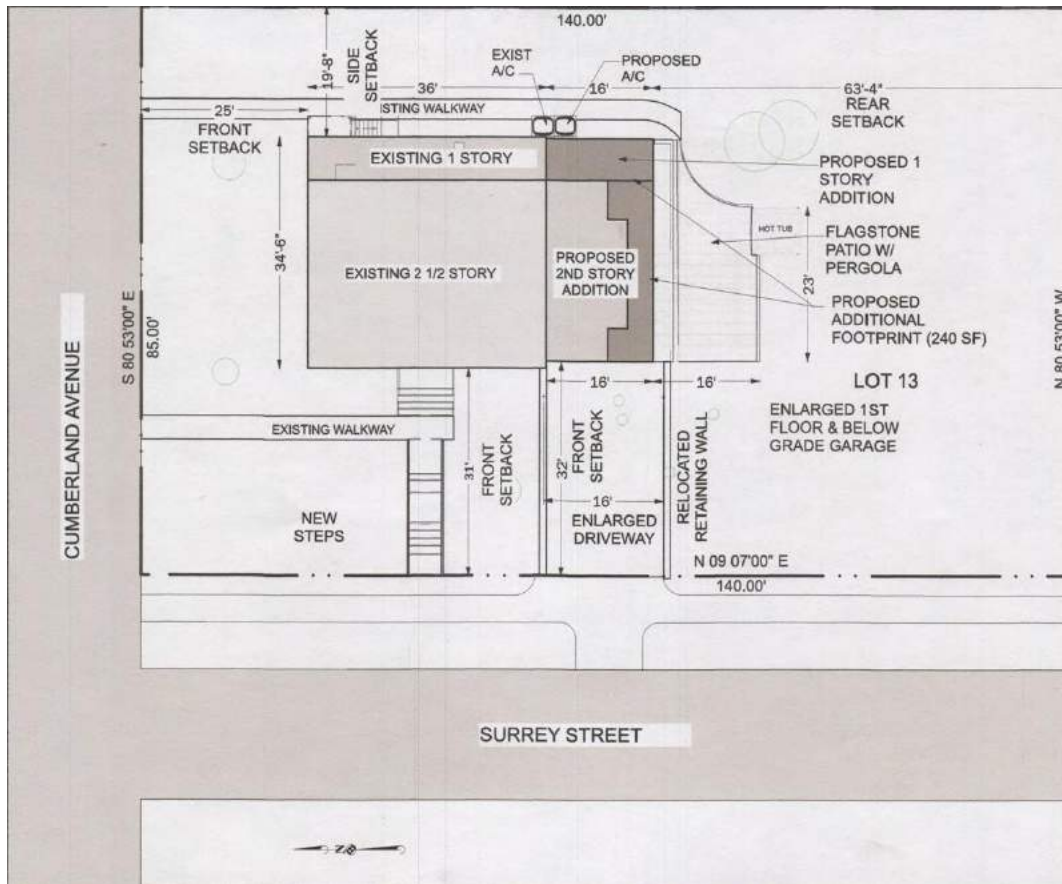 140.00'
19'-8"
SIDE
SETBACK
EXIST
A/C
PROPOSED
A/C
36'
16'
63'-4"
REAR
SETBACK
25'
FRONT
SETBACK
ISTING WALKWAY
EXISTING 1 STORY
PROPOSED 1
STORY
ADDITION
HOT TUB
FLAGSTONE
PATIO W/
PERGOLA
34'-6"
EXISTING 2 1/2 STORY
PROPOSED
2ND STORY
ADDITION
23'
PROPOSED
ADDITIONAL
FOOTPRINT (240 SF)
CUMBERLAND AVENUE
S 80 53'00" E
85.00'
N 80 53'00" W
16'
16'
LOT 13
ENLARGED 1ST
FLOOR & BELOW
GRADE GARAGE
EXISTING WALKWAY
31'
FRONT
SETBACK
32'
FRONT
SETBACK
16'
ENLARGED
DRIVEWAY
RELOCATED
RETAINING WALL
NEW
STEPS
N 09 07'00" E
140.00'
SURREY STREET